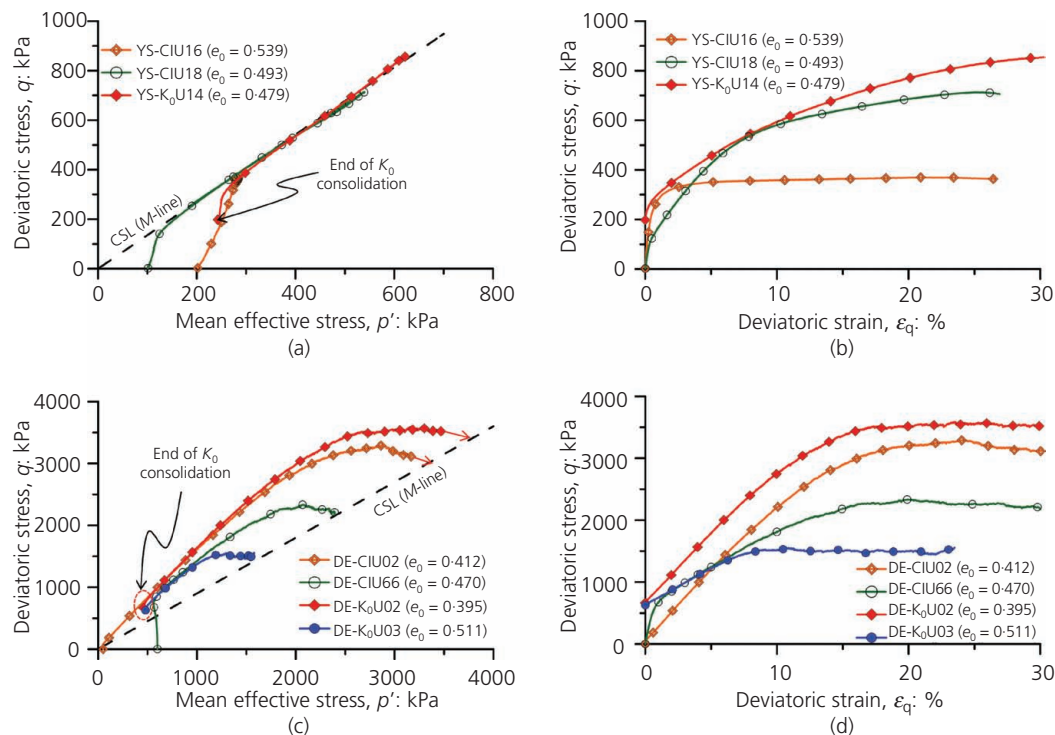 1000
800
600
400
200
0
0 200 400 600 800
Deviatoric stress, q: kPa
Mean effective stress, p′: kPa
YS-CIU16 (e0 = 0·539)
YS-CIU18 (e0 = 0·493)
YS-K0U14 (e0 = 0·479)
End of K0
consolidation
CSL (M-line)
(a)
1000
800
600
400
200
0
0 10 20 30
Deviatoric stress, q: kPa
Deviatoric strain, εq: %
YS-CIU16 (e0 = 0·539)
YS-CIU18 (e0 = 0·493)
YS-K0U14 (e0 = 0·479)
(b)
4000
3000
2000
1000
0
0 1000 2000 3000 4000
Deviatoric stress, q: kPa
Mean effective stress, p′: kPa
End of K0
consolidation
CSL (M-line)
DE-CIU02 (e0 = 0·412)
DE-CIU66 (e0 = 0·470)
DE-K0U02 (e0 = 0·395)
DE-K0U03 (e0 = 0·511)
(c)
4000
3000
2000
1000
0
0 10 20 30
Deviatoric stress, q: kPa
Deviatoric strain, εq: %
DE-CIU02 (e0 = 0·412)
DE-CIU66 (e0 = 0·470)
DE-K0U02 (e0 = 0·395)
DE-K0U03 (e0 = 0·511)
(d)